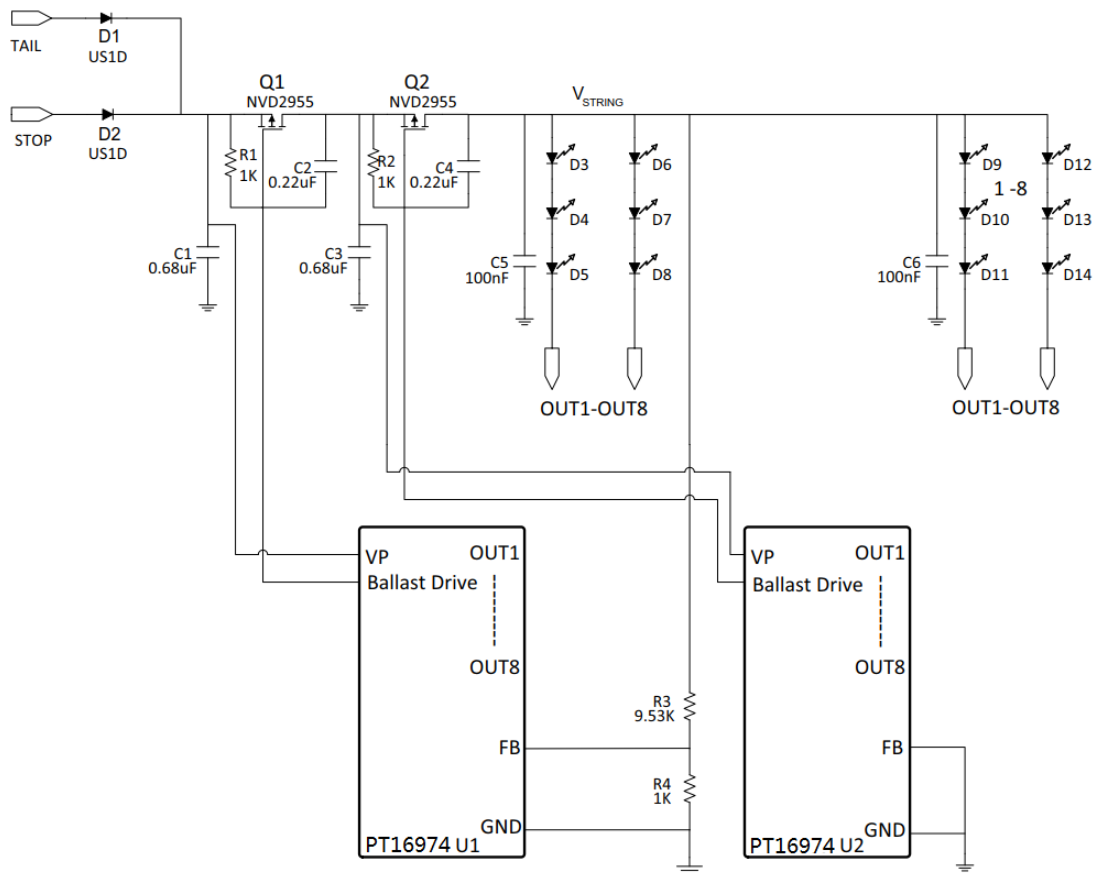 TAIL
D1
US1D
STOP
D2
US1D
Q1
NVD2955
Q2
NVD2955
VSTRING
R1
1K
C2
0.22uF
R2
1K
C4
0.22uF
C1
0.68uF
C3
0.68uF
C5
100nF
D3
D4
D5
D6
D7
D8
OUT1-OUT8
C6
100nF
D9
1 -8
D10
D11
D12
D13
D14
OUT1-OUT8
VP
Ballast Drive
OUT1
OUT8
FB
GND
PT16974 U1
R3
9.53K
R4
1K
VP
Ballast Drive
OUT1
OUT8
FB
GND
PT16974 U2